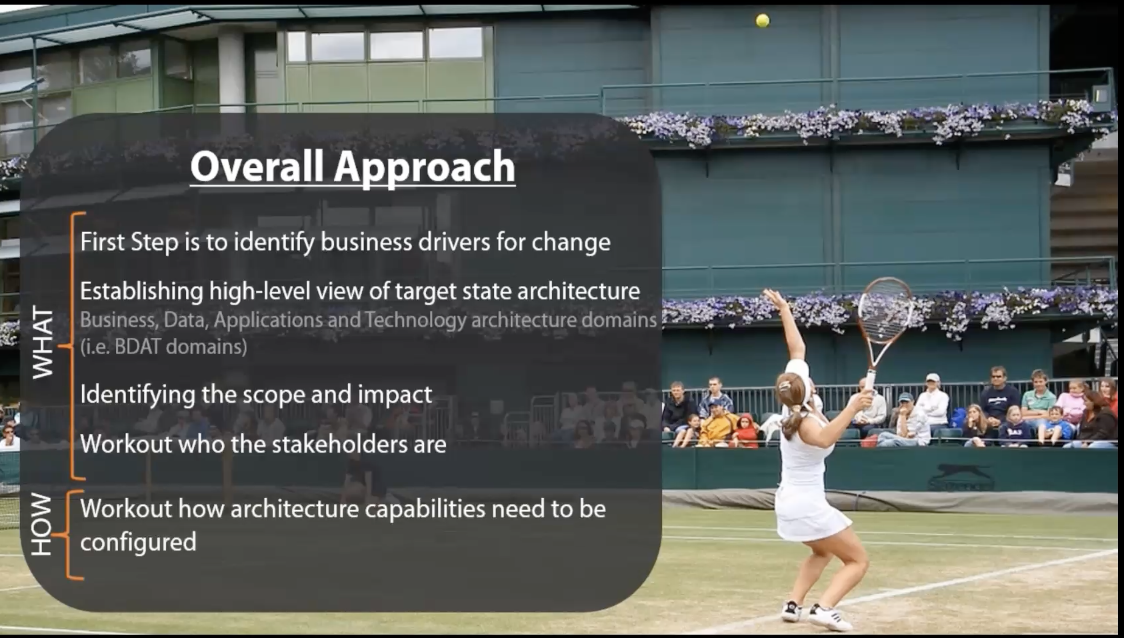 Overall Approach
WHAT
First Step is to identify business drivers for change
Establishing high-level view of target state architecture
Business, Data, Applications and Technology architecture domains
(i.e. BDAT domains)
Identifying the scope and impact
Workout who the stakeholders are
HOW
Workout how architecture capabilities need to be
configured